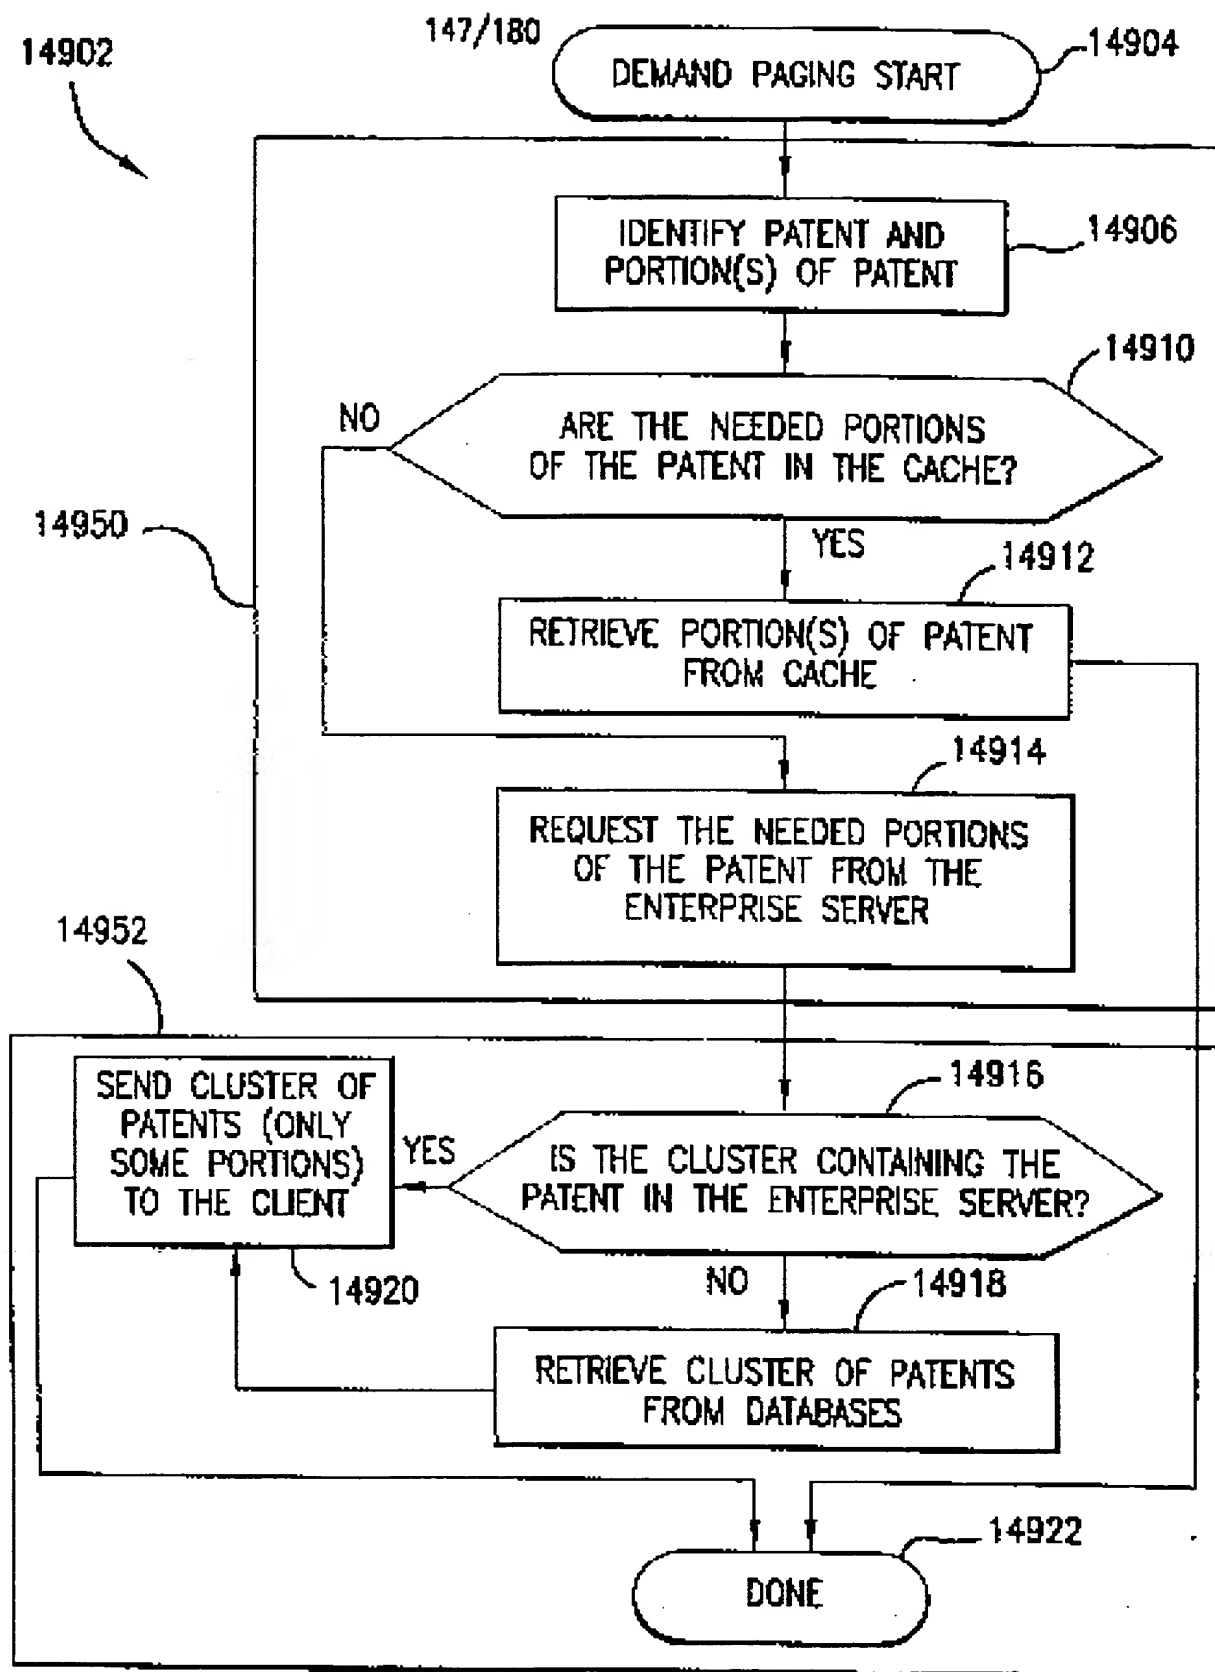 147/180
14902
DEMAND PAGING START
14904
IDENTIFY PATENT AND
PORTION(S) OF PATENT
14906
14910
NO
ARE THE NEEDED PORTIONS
OF THE PATENT IN THE CACHE?
14950
YES
14912
RETRIEVE PORTION(S) OF PATENT
FROM CACHE
14914
REQUEST THE NEEDED PORTIONS
OF THE PATENT FROM THE
ENTERPRISE SERVER
14952
SEND CLUSTER OF
PATENTS (ONLY
SOME PORTIONS)
TO THE CLIENT
YES
14916
IS THE CLUSTER CONTAINING THE
PATENT IN THE ENTERPRISE SERVER?
14920
NO
14918
RETRIEVE CLUSTER OF PATENTS
FROM DATABASES
14922
DONE